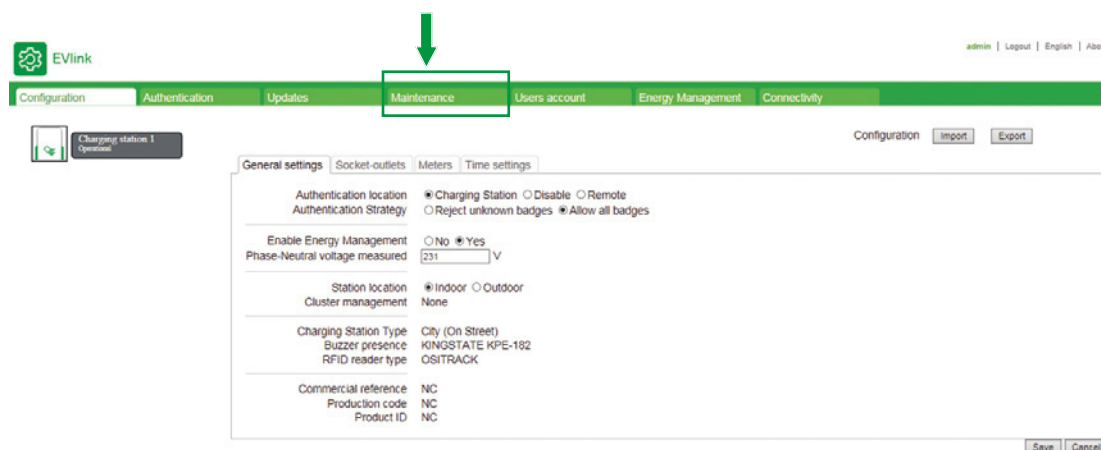 admin | Logout | English | Abo
EVlink
Configuration Authentication Updates Maintenance Users account Energy Management Connectivity
Charging station 1
Operational
Configuration Import Export
General settings Socket-outlets Meters Time settings
Authentication location Charging Station Disable Remote
Authentication Strategy Reject unknown badges Allow all badges
Enable Energy Management No Yes
Phase-Neutral voltage measured 231 V
Station location Indoor Outdoor
Cluster management None
Charging Station Type City (On Street)
Buzzer presence KINGSTATE KPE-182
RFID reader type OSITRACK
Commercial reference NC
Production code NC
Product ID NC
Save Cancel